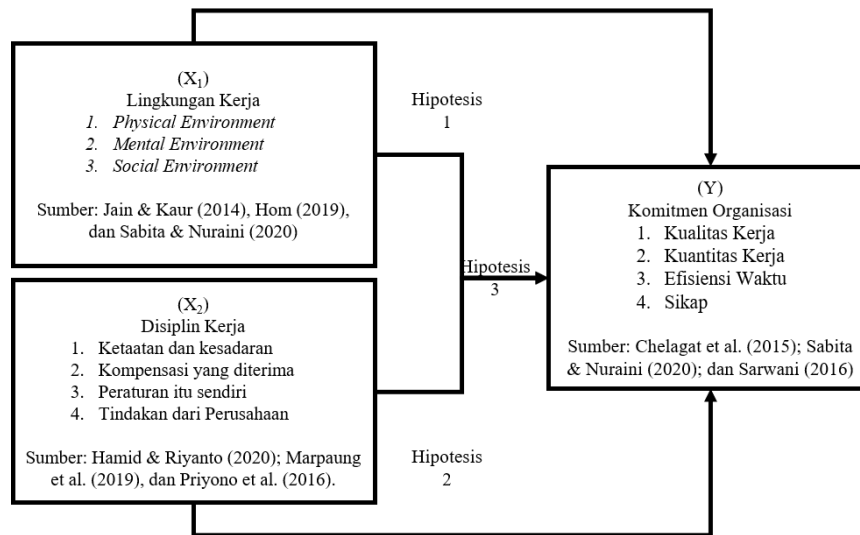 (X₁)
Lingkungan Kerja
1. Physical Environment
2. Mental Environment
3. Social Environment
Sumber: Jain & Kaur (2014), Hom (2019),
dan Sabita & Nuraini (2020)
Hipotesis
1
(X₂)
Disiplin Kerja
1. Ketaatan dan kesadaran
2. Kompensasi yang diterima
3. Peraturan itu sendiri
4. Tindakan dari Perusahaan
Sumber: Hamid & Riyanto (2020); Marpaung
et al. (2019), dan Priyono et al. (2016).
Hipotesis
3
Hipotesis
2
(Y)
Komitmen Organisasi
1. Kualitas Kerja
2. Kuantitas Kerja
3. Efisiensi Waktu
4. Sikap
Sumber: Chelagat et al. (2015); Sabita
& Nuraini (2020); dan Sarwani (2016)